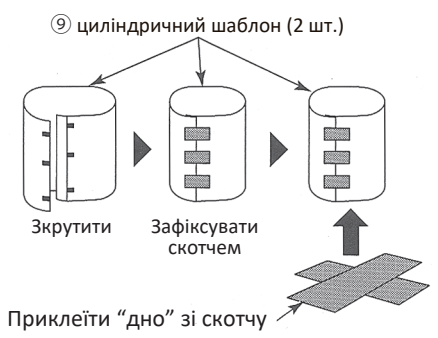 ⑨ циліндричний шаблон (2 шт.)
Зкрутити
Зафіксувати
скотчем
Приклеїти “дно” зі скотчу